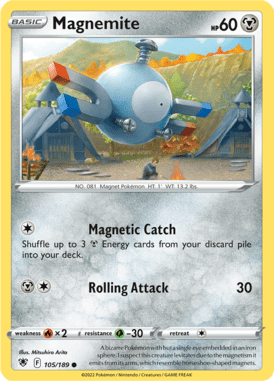 BASIC Magnemite HP60
NO. 081 Magnet Pokémon HT: 1' WT: 13.2 lbs.
Magnetic Catch
Shuffle up to 3 Energy cards from your discard pile
into your deck.
Rolling Attack 30
weakness ×2 resistance -30 retreat
Illus. Mitsuhiro Arita
A bizarre Pokémon with but a single eye embedded in an iron
sphere. I suspect this creature levitates due to the magnetism it
emits from its arms, which resemble horseshoe-shaped magnets.
F 105/189
©2022 Pokémon / Nintendo / Creatures / GAME FREAK